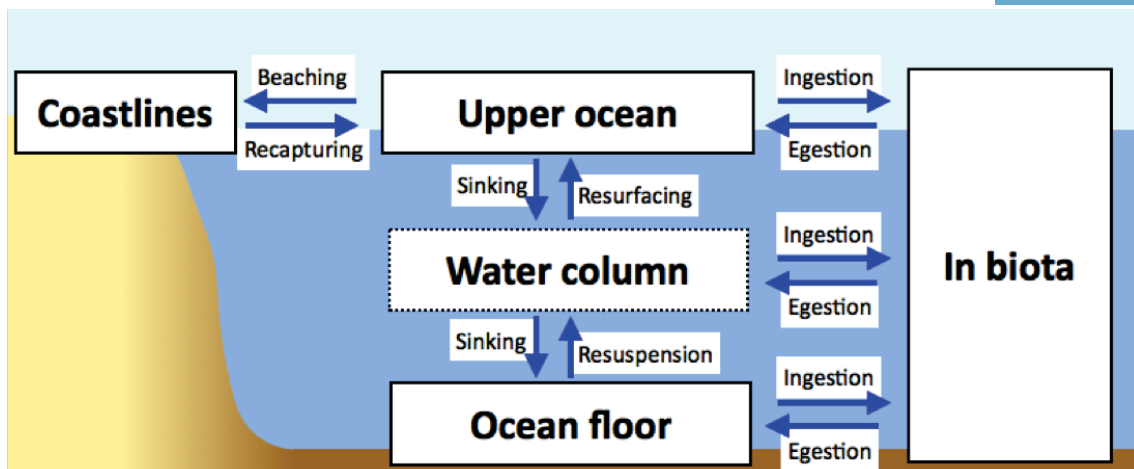 Beaching
Ingestion
Coastlines
Upper ocean
In biota
Recapturing
Egestion
Sinking
Resurfacing
Ingestion
Water column
Egestion
Sinking
Resuspension
Ingestion
Ocean floor
Egestion